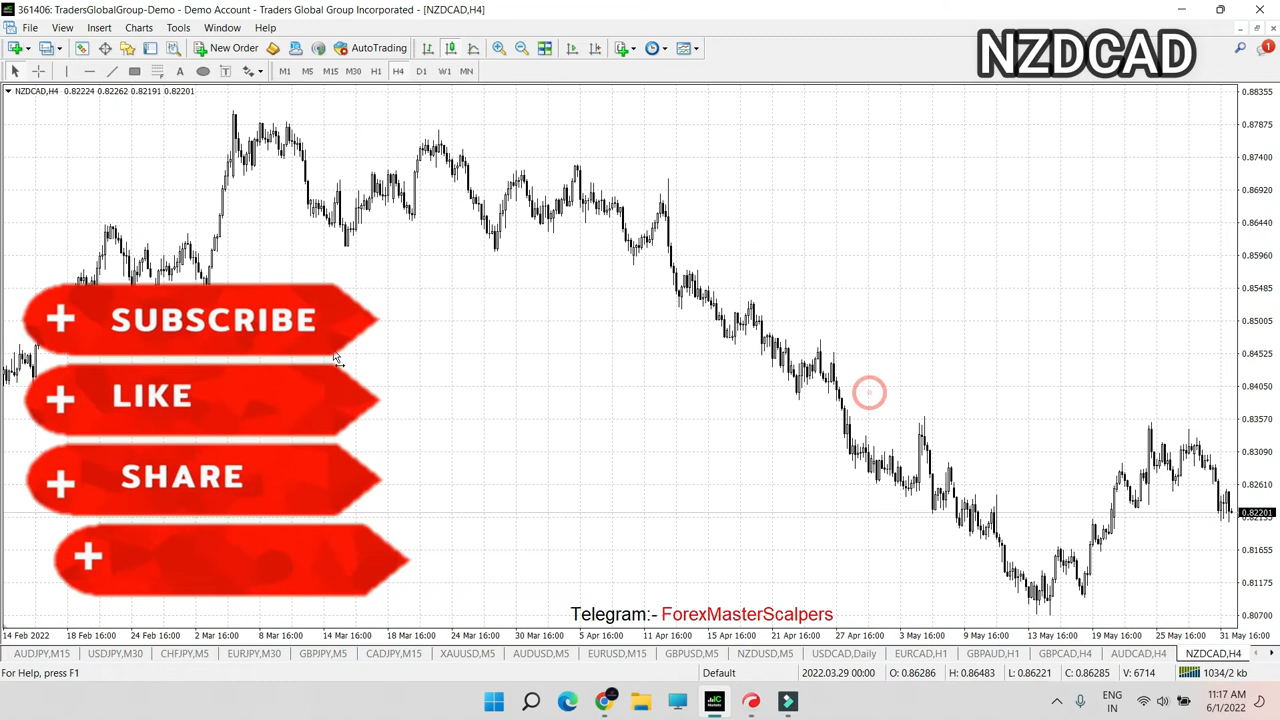 361406: TradersGlobalGroup-Demo - Demo Account - Traders Global Group Incorporated - [NZDCAD,H4]
File View Insert Charts Tools Window Help
New Order AutoTrading
1
NZDCAD
A T M1 M5 M15 M30 H1 H4 D1 W1 MN
NZDCAD,H4 0.82224 0.82262 0.82191 0.82201
0.88355
0.87875
0.87400
0.86920
0.86440
0.85960
0.85485
0.85005
0.84525
0.84050
0.83570
0.83090
0.82610
0.82201
0.82135
0.81655
0.81175
0.80700
+ SUBSCRIBE
+ LIKE
+ SHARE
+
Telegram:- ForexMasterScalpers
14 Feb 2022 18 Feb 16:00 24 Feb 16:00 2 Mar 16:00 8 Mar 16:00 14 Mar 16:00 18 Mar 16:00 24 Mar 16:00 30 Mar 16:00 5 Apr 16:00 11 Apr 16:00 15 Apr 16:00 21 Apr 16:00 27 Apr 16:00 3 May 16:00 9 May 16:00 13 May 16:00 19 May 16:00 25 May 16:00 31 May 16:00
AUDJPY,M15 USDJPY,M30 CHFJPY,M5 EURJPY,M30 GBPJPY,M5 CADJPY,M15 XAUUSD,M5 AUDUSD,M5 EURUSD,M15 GBPUSD,M5 NZDUSD,M5 USDCAD,Daily EURCAD,H1 GBPAUD,H1 GBPCAD,H4 AUDCAD,H4 NZDCAD,H4
For Help, press F1 Default 2022.03.29 00:00 O: 0.86286 H: 0.86483 L: 0.86221 C: 0.86285 V: 6714 1034/2 kb
ENG
IN
11:17 AM
6/1/2022